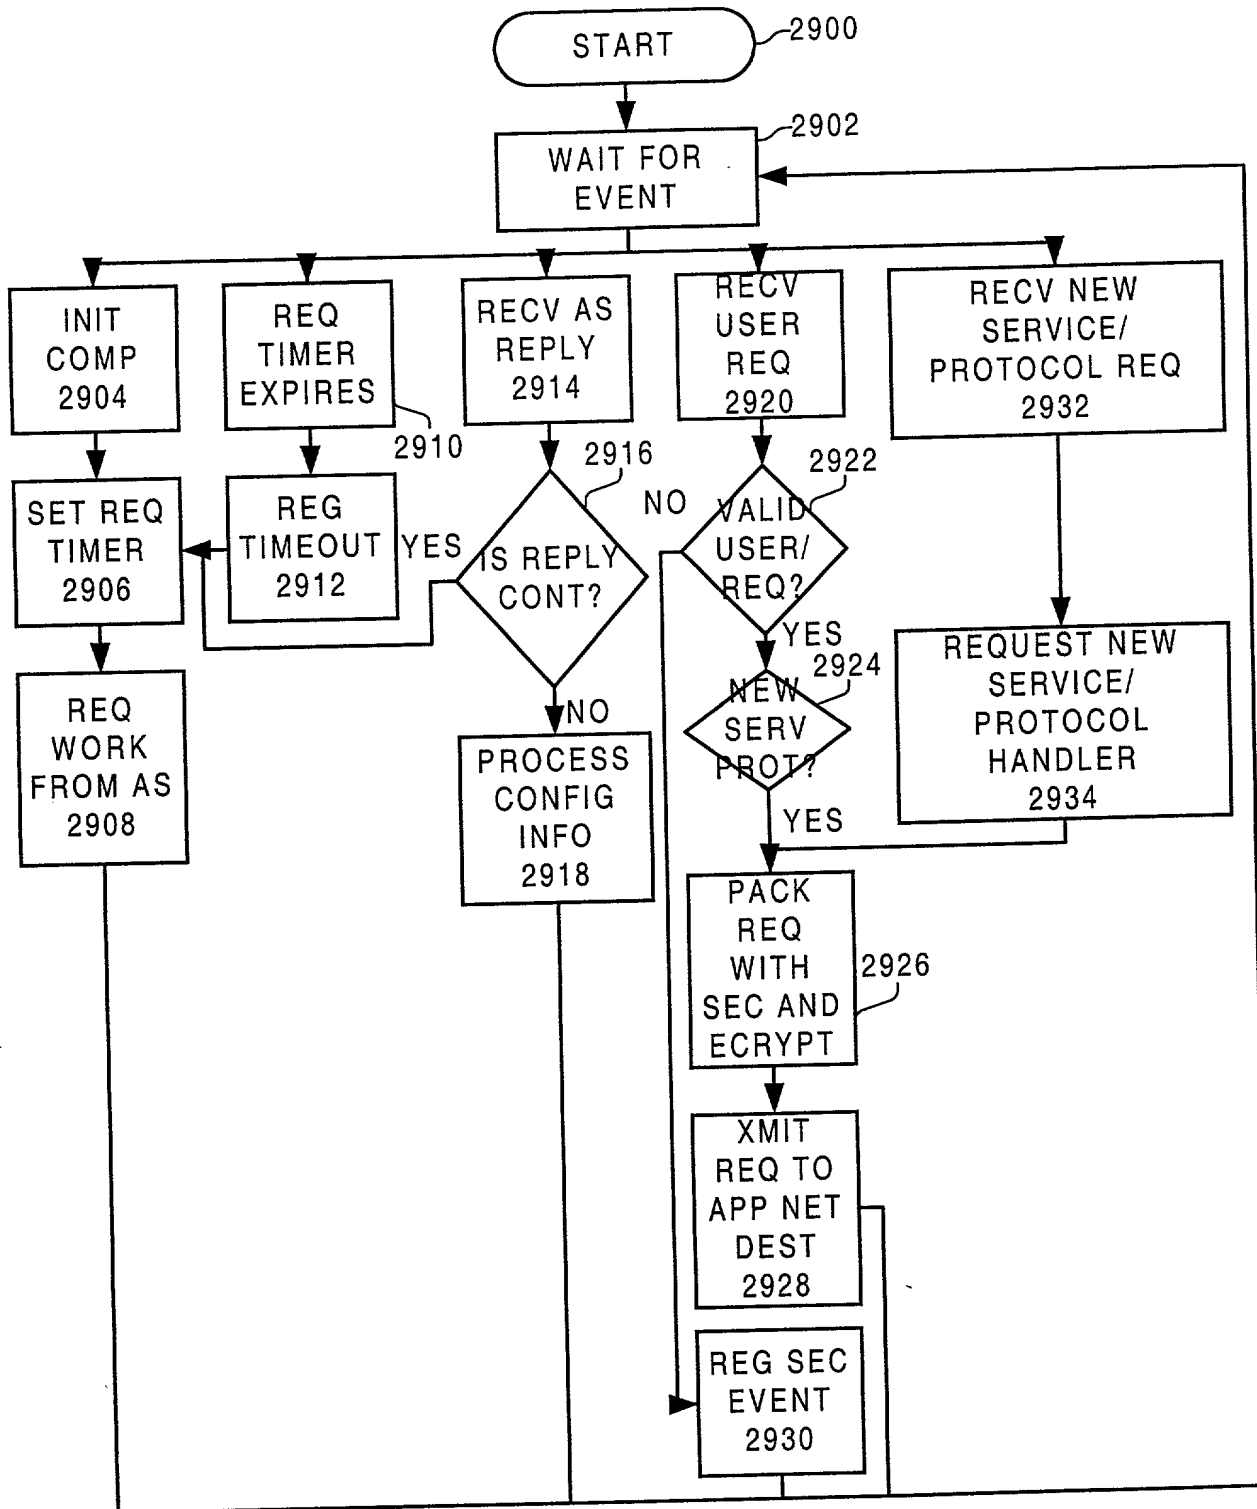 START
2900
WAIT FOR
EVENT
2902
INIT
COMP
2904
REQ
TIMER
EXPIRES
2910
RECV AS
REPLY
2914
RECV
USER
REQ
2920
RECV NEW
SERVICE/
PROTOCOL REQ
2932
SET REQ
TIMER
2906
REG
TIMEOUT
2912
YES
IS REPLY
CONT?
2916
NO
NO
VALID
USER/
REQ?
2922
YES
REQ
WORK
FROM AS
2908
PROCESS
CONFIG
INFO
2918
NEW
SERV
PROT?
2924
YES
REQUEST NEW
SERVICE/
PROTOCOL
HANDLER
2934
PACK
REQ
WITH
SEC AND
ECRYPT
2926
XMIT
REQ TO
APP NET
DEST
2928
REG SEC
EVENT
2930